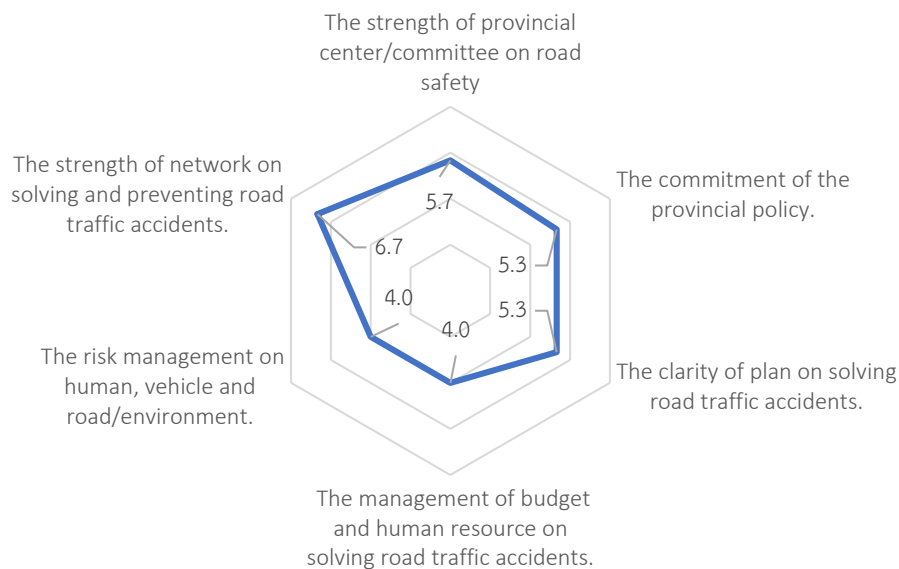 The strength of provincial
center/committee on road
safety
The commitment of the
provincial policy.
The clarity of plan on solving
road traffic accidents.
The management of budget
and human resource on
solving road traffic accidents.
The risk management on
human, vehicle and
road/environment.
The strength of network on
solving and preventing road
traffic accidents.
5.7
5.3
5.3
4.0
4.0
6.7